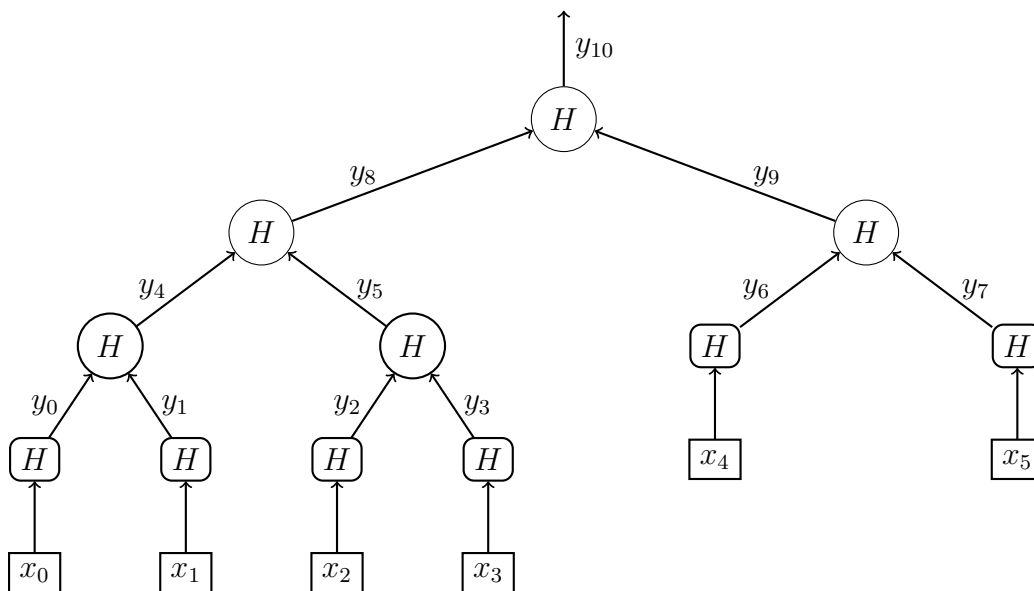 y₁₀
H
y₈ y₉
H H
y₄ y₅ y₆ y₇
H H H H
y₀ y₁ y₂ y₃
H H H H x₄ x₅
x₀ x₁ x₂ x₃